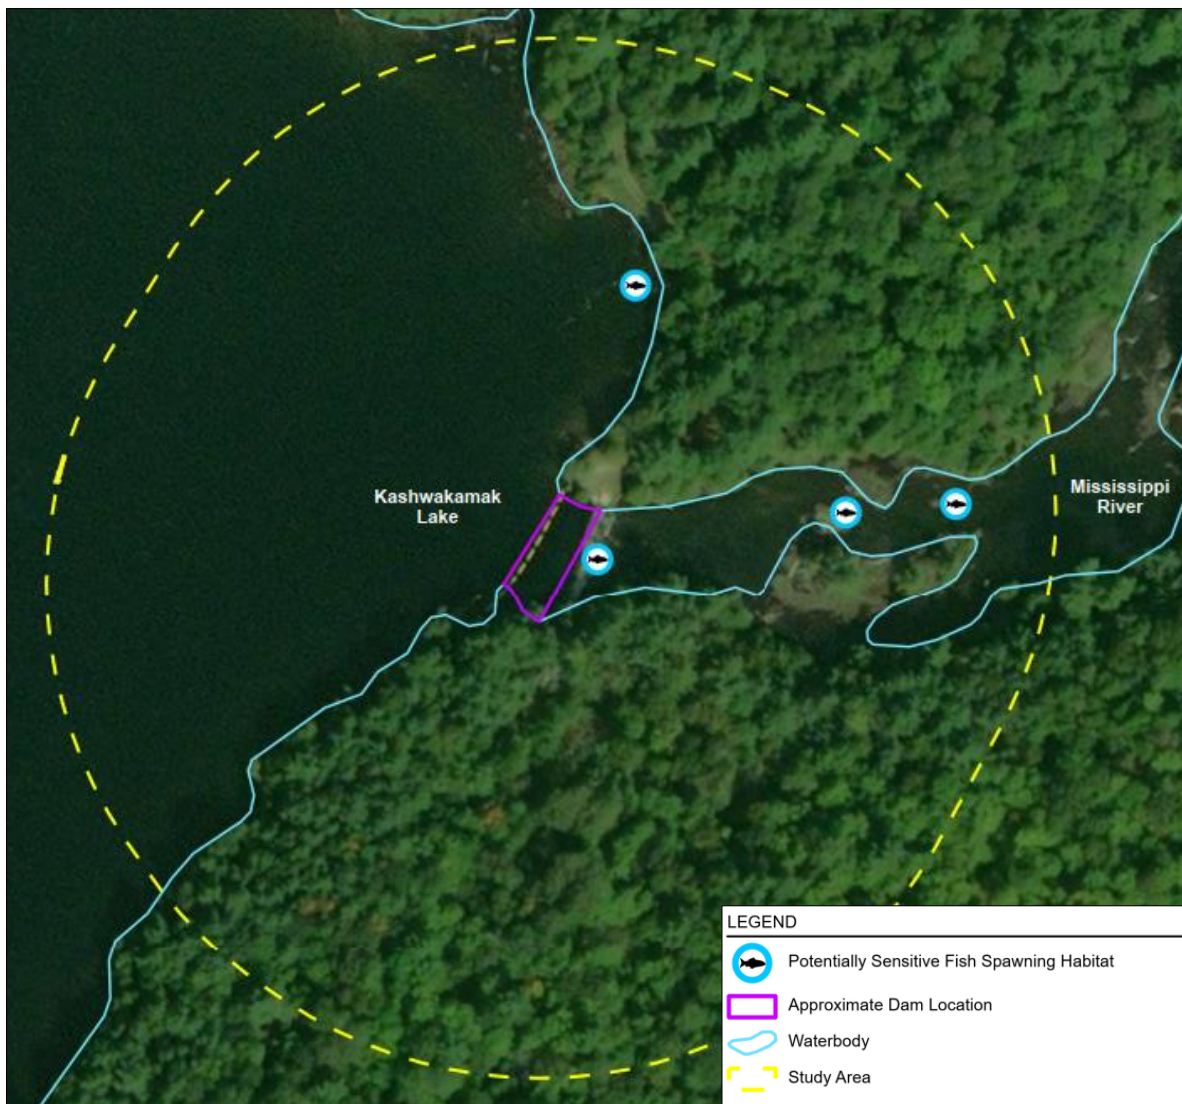 Kashwakamak
Lake
Mississippi
River
LEGEND
Potentially Sensitive Fish Spawning Habitat
Approximate Dam Location
Waterbody
Study Area